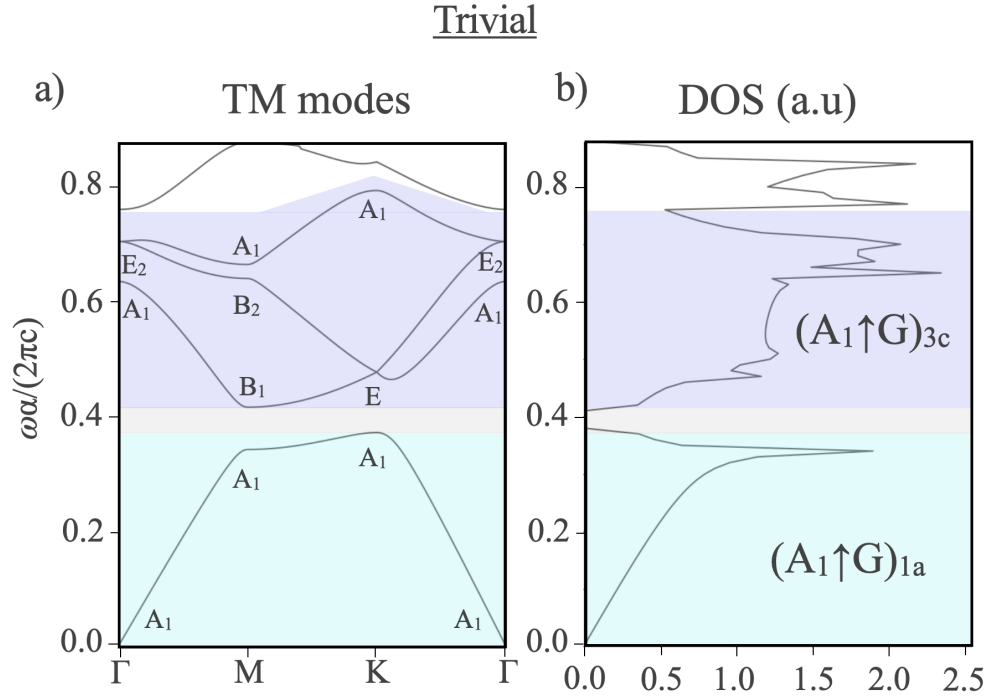 Trivial
a)
TM modes
b)
DOS (a.u)
ωa/(2πc)
0.8
0.6
0.4
0.2
0.0
A₁
E₂
A₁
A₁
B₂
B₁
A₁
E₂
A₁
E
A₁
A₁
A₁
A₁
Γ
M
K
Γ
0.8
0.6
0.4
0.2
0.0
(A₁↑G)₃c
(A₁↑G)₁a
0.0
0.5
1.0
1.5
2.0
2.5